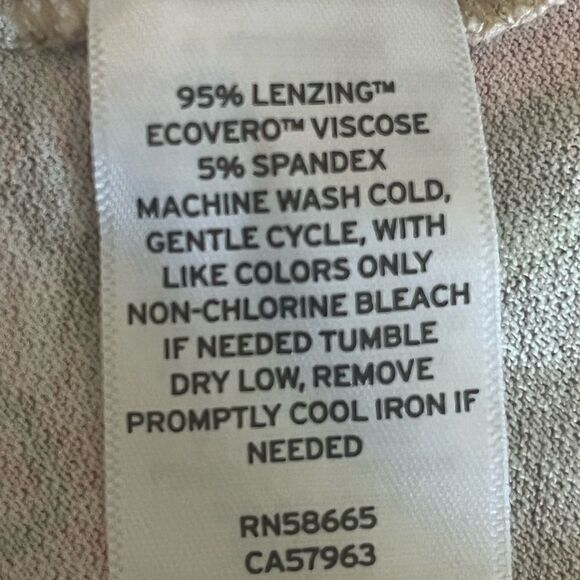 95% LENZING™
ECOVERO™ VISCOSE
5% SPANDEX
MACHINE WASH COLD,
GENTLE CYCLE, WITH
LIKE COLORS ONLY
NON-CHLORINE BLEACH
IF NEEDED TUMBLE
DRY LOW, REMOVE
PROMPTLY COOL IRON IF
NEEDED
RN58665
CA57963